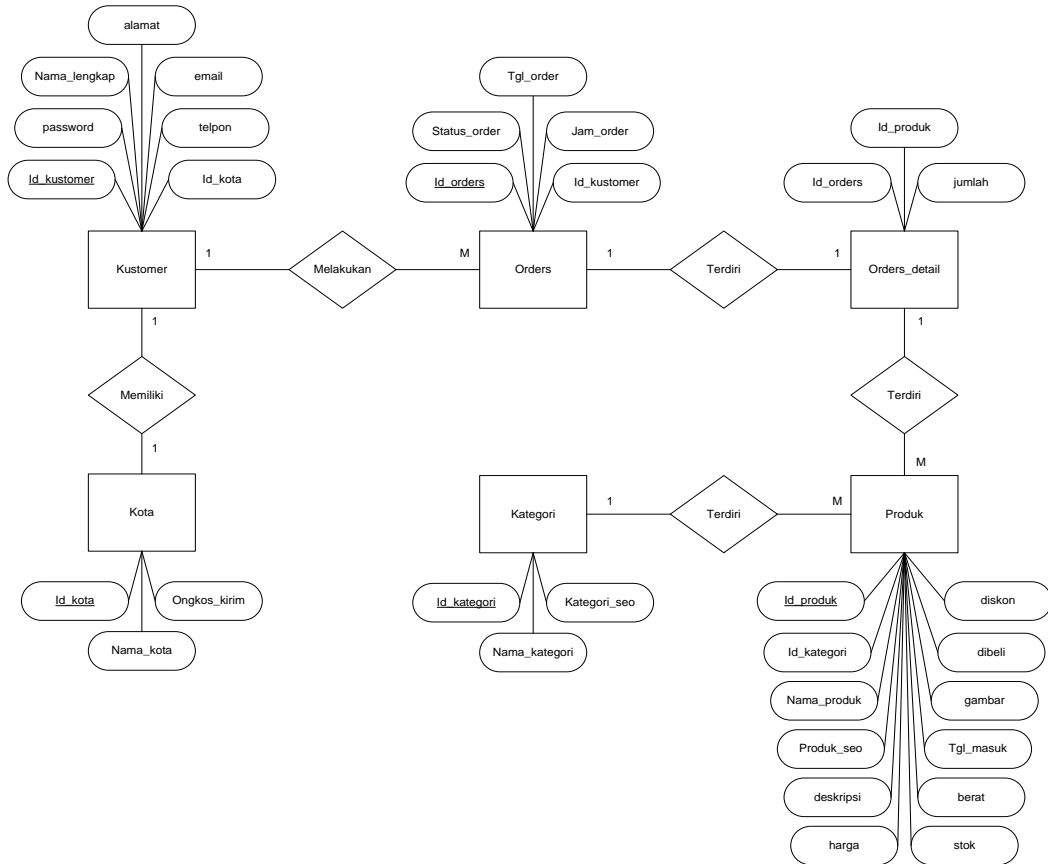 alamat
Nama_lengkap
email
password
telpon
Id_kustomer
Id_kota
Kustomer
1
Melakukan
M
Tgl_order
Status_order
Jam_order
Id_orders
Id_kustomer
Orders
1
Terdiri
1
Id_produk
Id_orders
jumlah
Orders_detail
1
Memiliki
1
Kota
Id_kota
Ongkos_kirim
Nama_kota
1
Terdiri
M
Kategori
1
Terdiri
M
Produk
Id_kategori
Kategori_seo
Nama_kategori
Id_produk
diskon
Id_kategori
dibeli
Nama_produk
gambar
Produk_seo
Tgl_masuk
deskripsi
berat
harga
stok